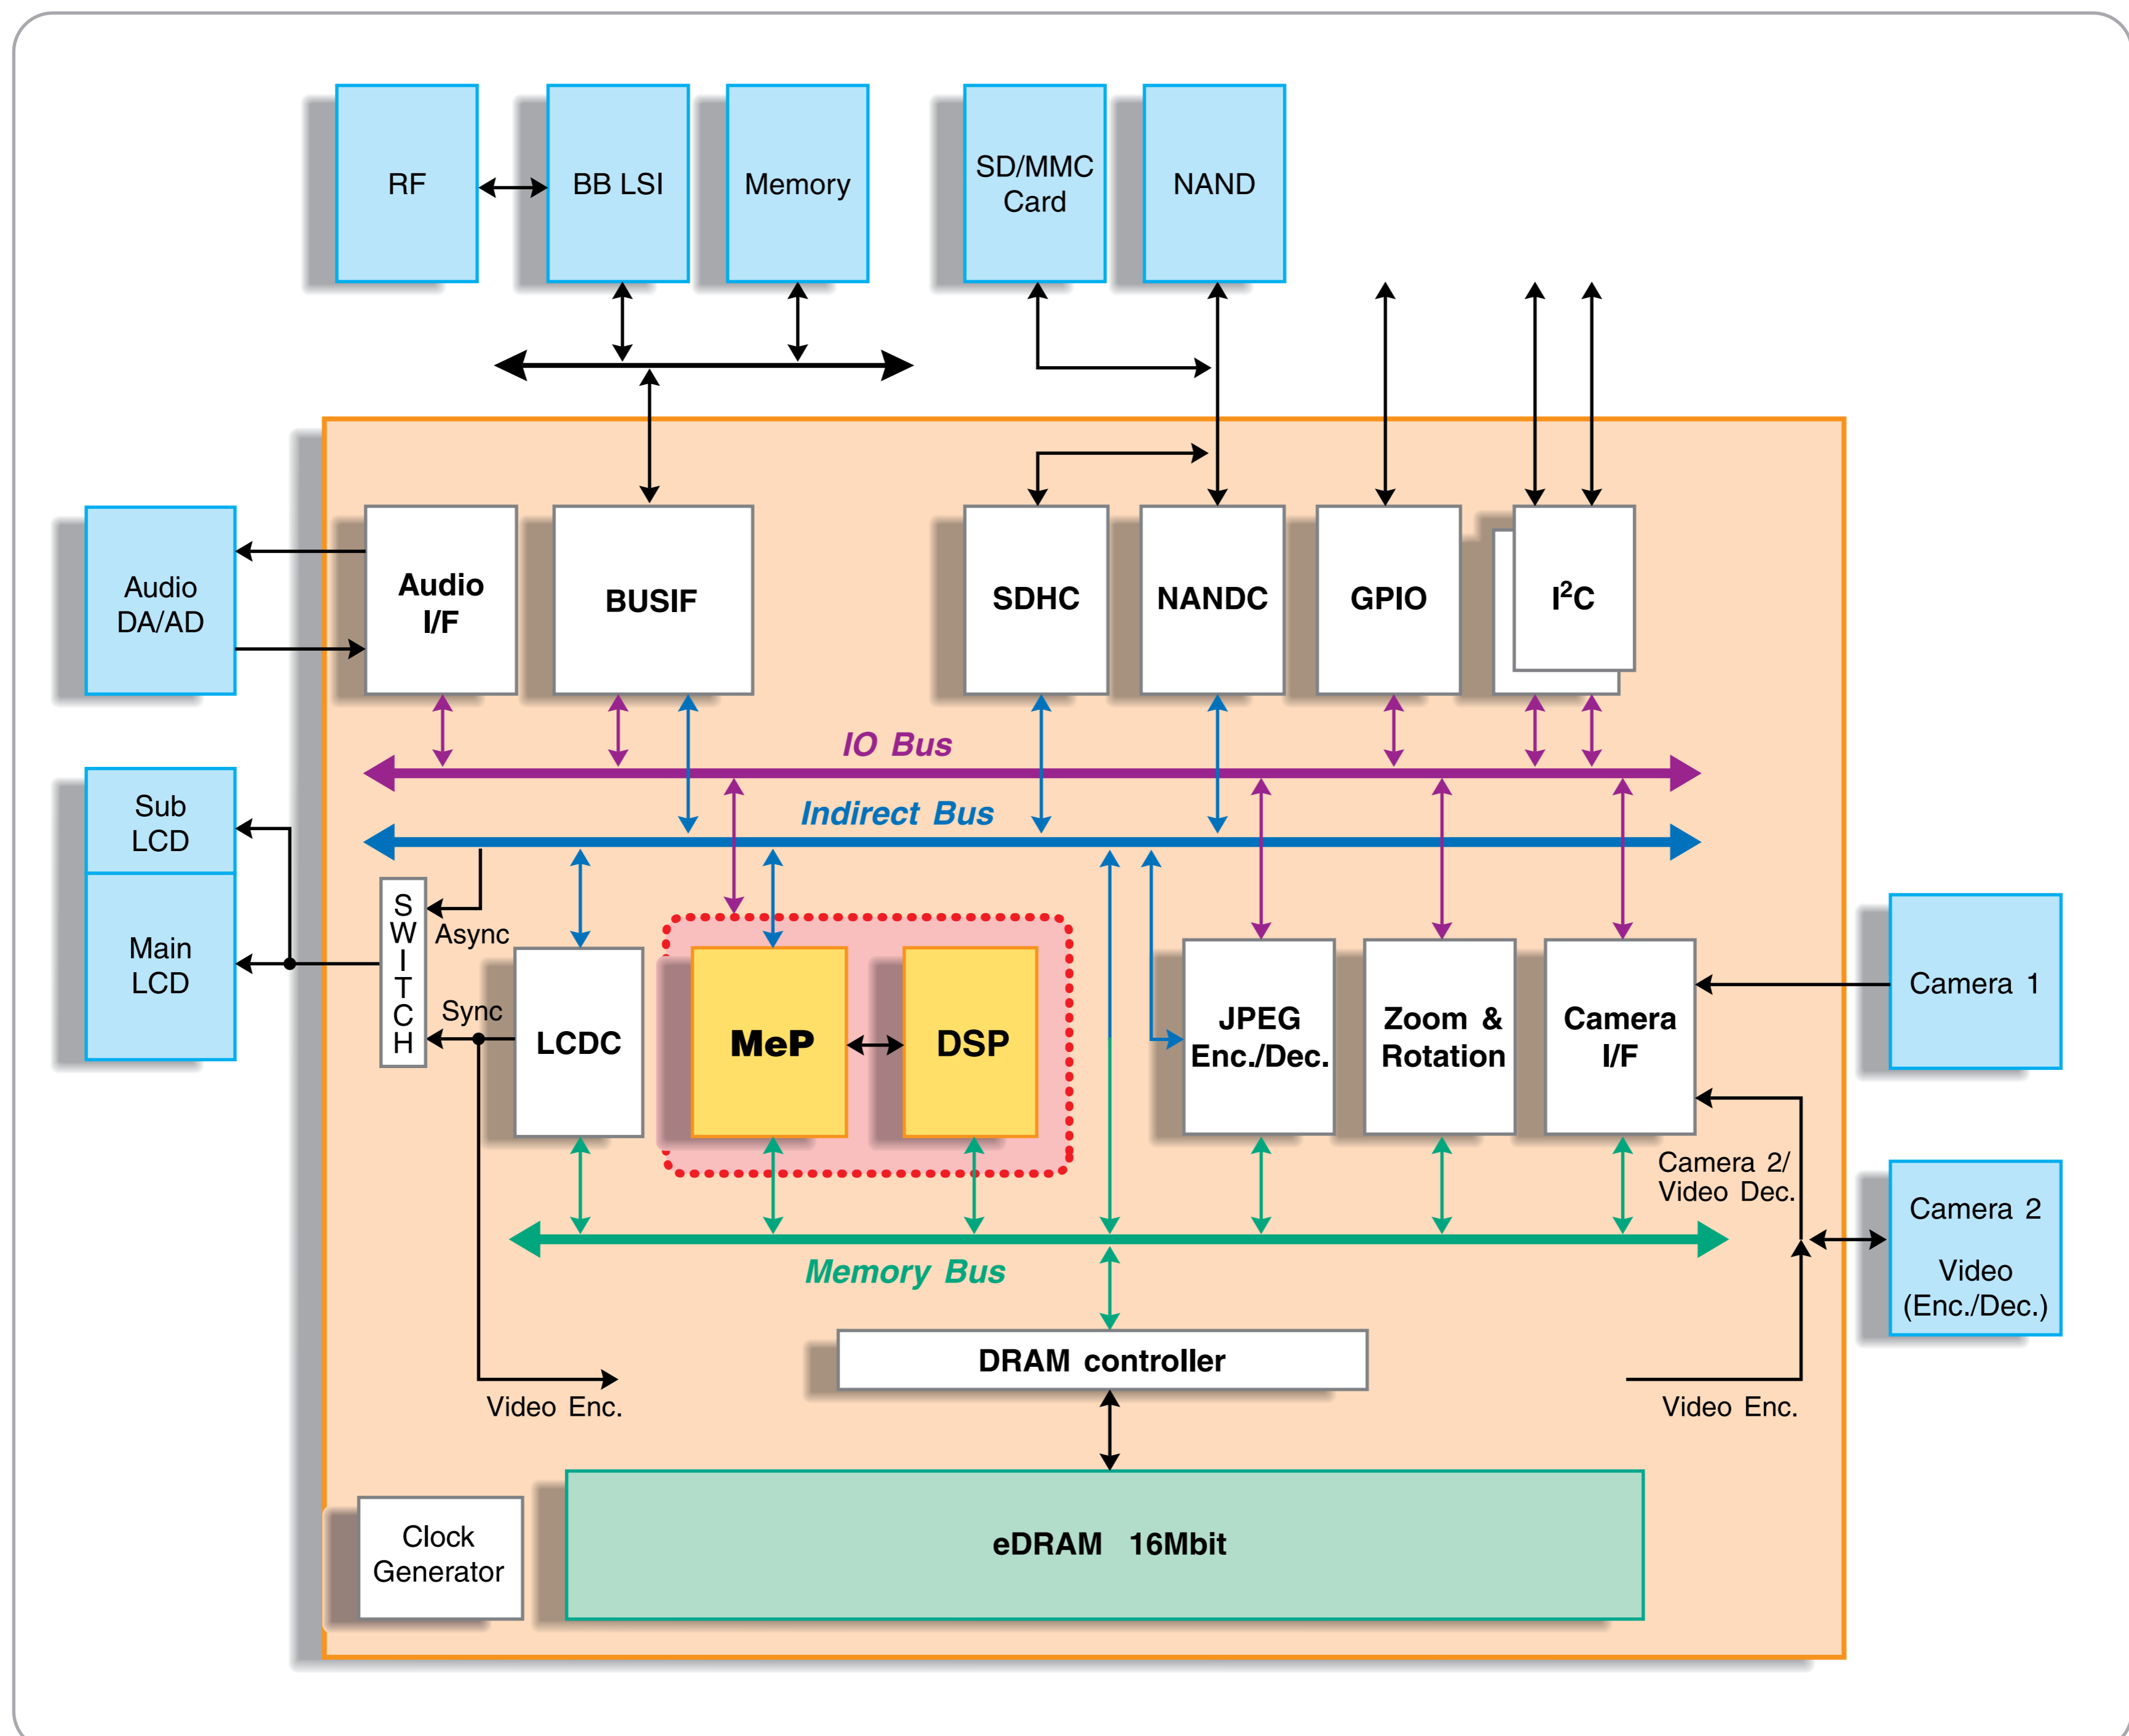 RF
BB LSI
Memory
SD/MMC
Card
NAND
Audio
DA/AD
Audio
I/F
BUSIF
SDHC
NANDC
GPIO
I²C
IO Bus
Indirect Bus
Sub
LCD
Main
LCD
SWITCH
Async
Sync
LCDC
MeP
DSP
JPEG
Enc./Dec.
Zoom & 
Rotation
Camera
I/F
Camera 1
Camera 2/
Video Dec.
Camera 2
Video
(Enc./Dec.)
Memory Bus
DRAM controller
Video Enc.
Video Enc.
Clock
Generator
eDRAM 16Mbit